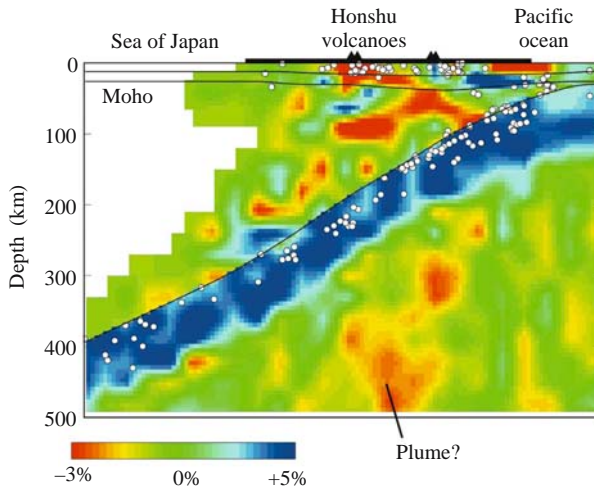 Sea of Japan
Honshu
volcanoes
Pacific
ocean
Moho
Depth (km)
0
100
200
300
400
500
Plume?
−3%
0%
+5%